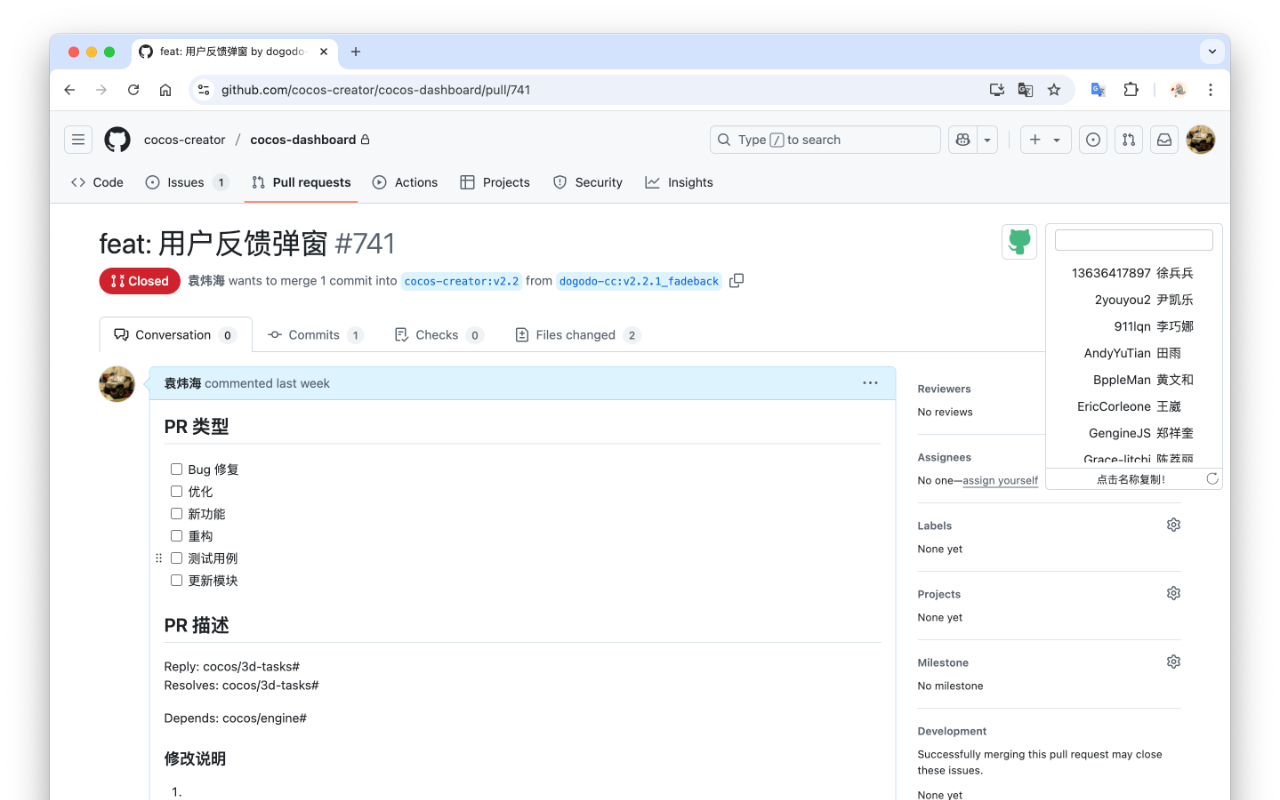 feat: 用户反馈弹窗 by dogodo-
github.com/cocos-creator/cocos-dashboard/pull/741
cocos-creator / cocos-dashboard
Type / to search
Code
Issues 1
Pull requests
Actions
Projects
Security
Insights
feat: 用户反馈弹窗 #741
Closed 袁炜海 wants to merge 1 commit into cocos-creator:v2.2 from dogodo-cc:v2.2.1_fadeback
Conversation 0
Commits 1
Checks 0
Files changed 2
袁炜海 commented last week
PR 类型
Bug 修复
优化
新功能
重构
测试用例
更新模块
PR 描述
Reply: cocos/3d-tasks#
Resolves: cocos/3d-tasks#
Depends: cocos/engine#
修改说明
1.
13636417897 徐兵兵
2youyou2 尹凯乐
911lqn 李巧娜
AndyYuTian 田雨
BppleMan 黄文和
EricCorleone 王崴
GengineJS 郑祥奎
Grace-litchi 陈荔丽
点击名称复制！
Reviewers
No reviews
Assignees
No one—assign yourself
Labels
None yet
Projects
None yet
Milestone
No milestone
Development
Successfully merging this pull request may close
these issues.
None yet